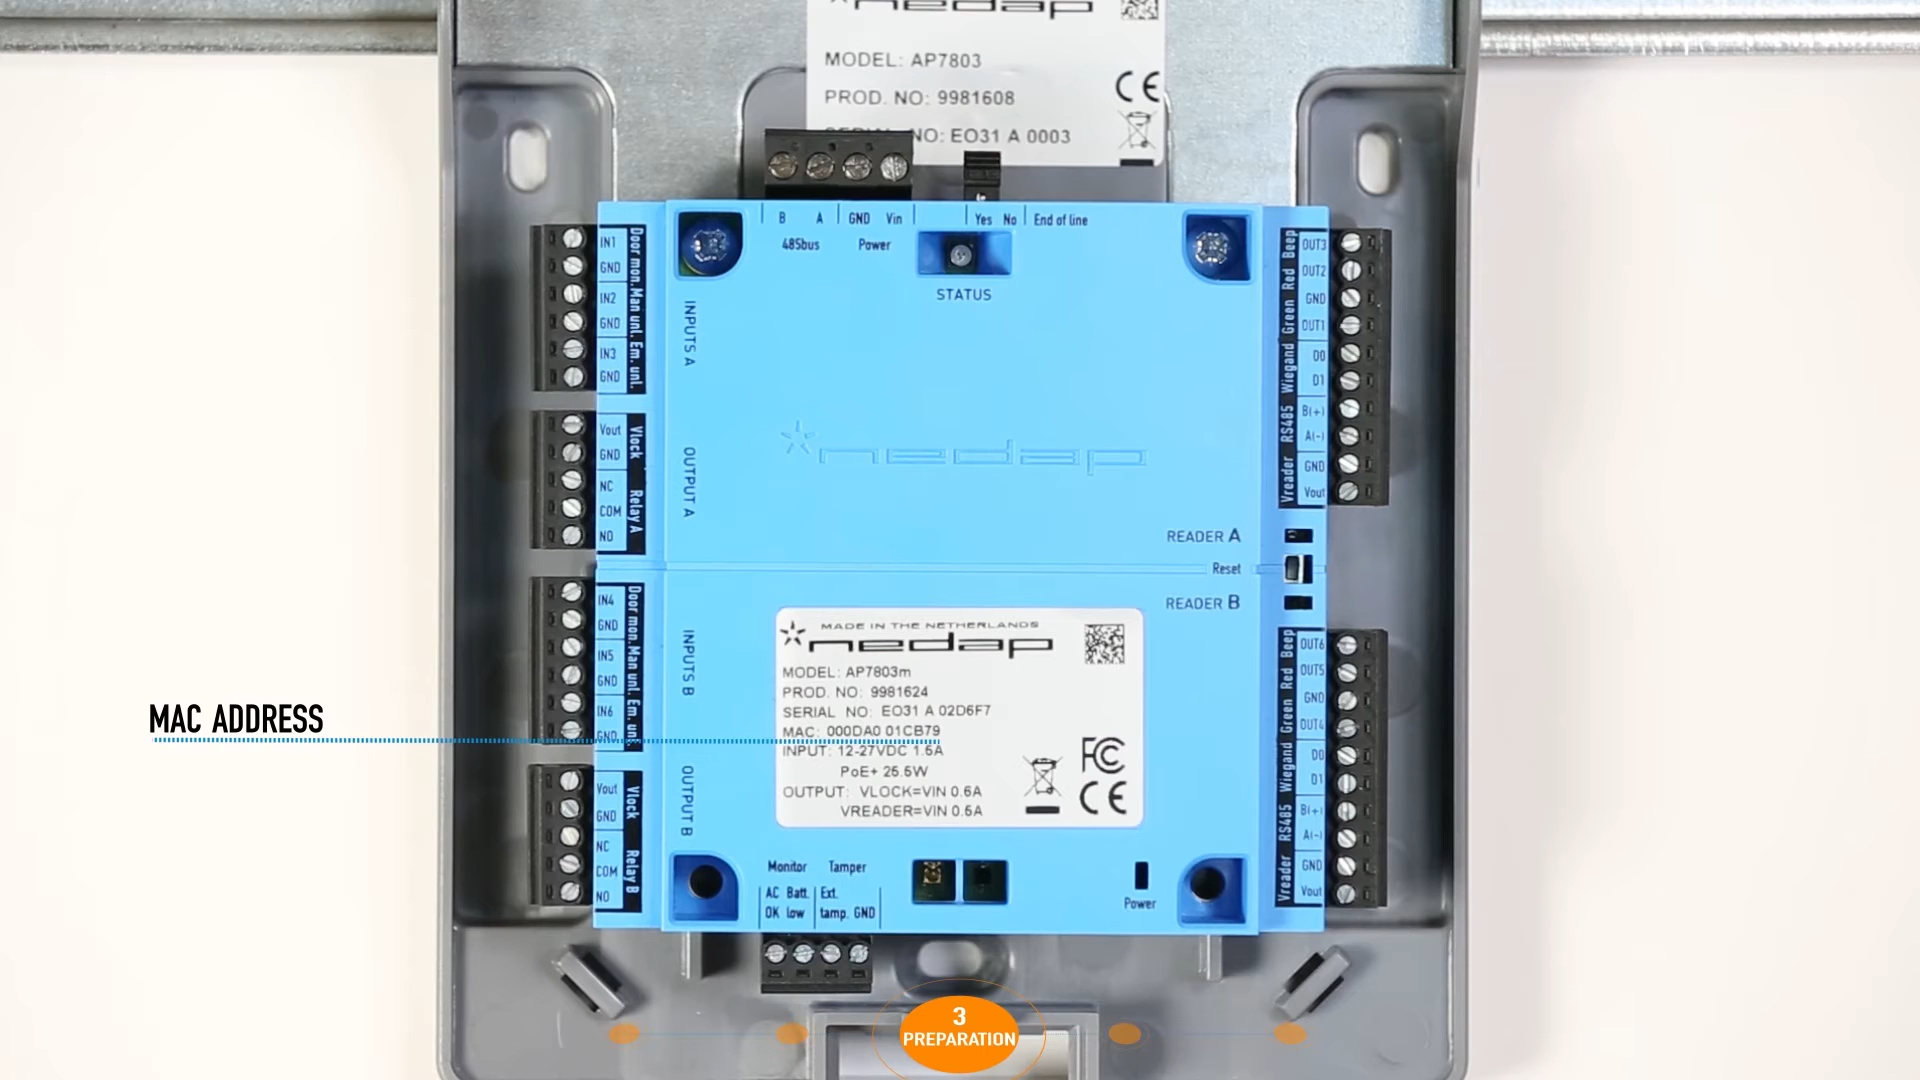 nedap
MODEL: AP7803
PROD. NO: 9981608
SERIAL NO: EO31 A 0003
B A GND Vin Yes No End of line
485bus Power
STATUS
IN1
GND
IN2
GND
IN3
GND
Door mon. Man unl. Em. unl.
INPUTS A
Vout
GND
NC
COM
NO
Vlock Relay A
OUTPUT A
nedap
OUT3
OUT2
GND
OUT1
D0
D1
B(+)
A(-)
GND
Vout
Vreader RS485 Wiegand Green Red Beep
READER A
Reset
READER B
IN4
GND
IN5
GND
IN6
GND
Door mon. Man unl. Em. unl.
INPUTS B
MAC ADDRESS
MADE IN THE NETHERLANDS
nedap
MODEL: AP7803m
PROD. NO: 9981624
SERIAL NO: EO31 A 02D6F7
MAC: 000DA0 01CB79
INPUT: 12-27VDC 1.5A
PoE+ 25.5W
OUTPUT: VLOCK=VIN 0.6A
VREADER=VIN 0.5A
FC
CE
OUT6
OUT5
GND
OUT4
D0
D1
B(+)
A(-)
GND
Vout
Vreader RS485 Wiegand Green Red Beep
Vout
GND
NC
COM
NO
Vlock Relay B
OUTPUT B
Monitor Tamper
AC Batt. Ext.
OK low tamp. GND
Power
3
PREPARATION